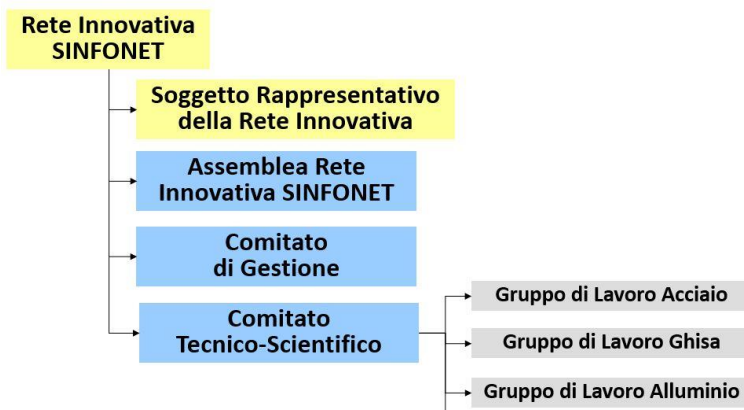 Rete Innovativa
SINFONET
Soggetto Rappresentativo
della Rete Innovativa
Assemblea Rete
Innovativa SINFONET
Comitato
di Gestione
Comitato
Tecnico-Scientifico
Gruppo di Lavoro Acciaio
Gruppo di Lavoro Ghisa
Gruppo di Lavoro Alluminio